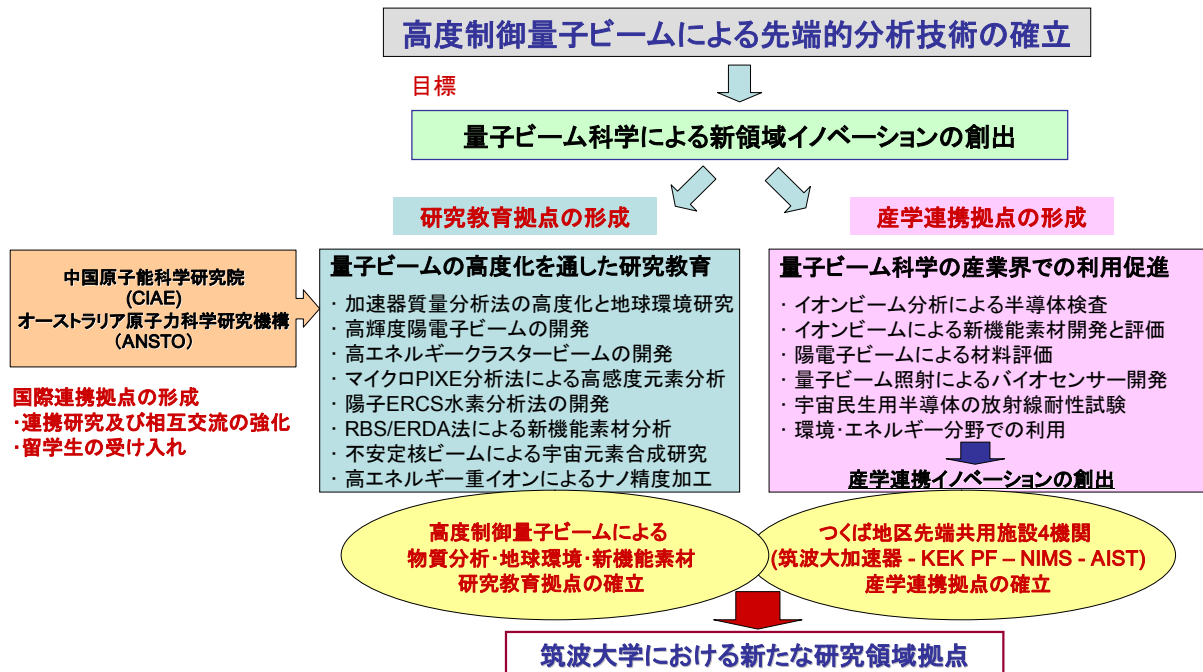 高度制御量子ビームによる先端的分析技術の確立
目標
量子ビーム科学による新領域イノベーションの創出
研究教育拠点の形成
産学連携拠点の形成
中国原子能科学研究院
(CIAE)
オーストラリア原子力科学研究機構
(ANSTO)
国際連携拠点の形成
・連携研究及び相互交流の強化
・留学生の受け入れ
量子ビームの高度化を通した研究教育
・ 加速器質量分析法の高度化と地球環境研究
・ 高輝度陽電子ビームの開発
・ 高エネルギークラスタービームの開発
・ マイクロPIXE分析法による高感度元素分析
・ 陽子ERCS水素分析法の開発
・ RBS/ERDA法による新機能素材分析
・ 不安定核ビームによる宇宙元素合成研究
・ 高エネルギー重イオンによるナノ精度加工
量子ビーム科学の産業界での利用促進
・ イオンビーム分析による半導体検査
・ イオンビームによる新機能素材開発と評価
・ 陽電子ビームによる材料評価
・ 量子ビーム照射によるバイオセンサー開発
・ 宇宙民生用半導体の放射線耐性試験
・ 環境・エネルギー分野での利用
産学連携イノベーションの創出
高度制御量子ビームによる
物質分析・地球環境・新機能素材
研究教育拠点の確立
つくば地区先端共用施設4機関
(筑波大加速器 - KEK PF – NIMS - AIST)
産学連携拠点の確立
筑波大学における新たな研究領域拠点